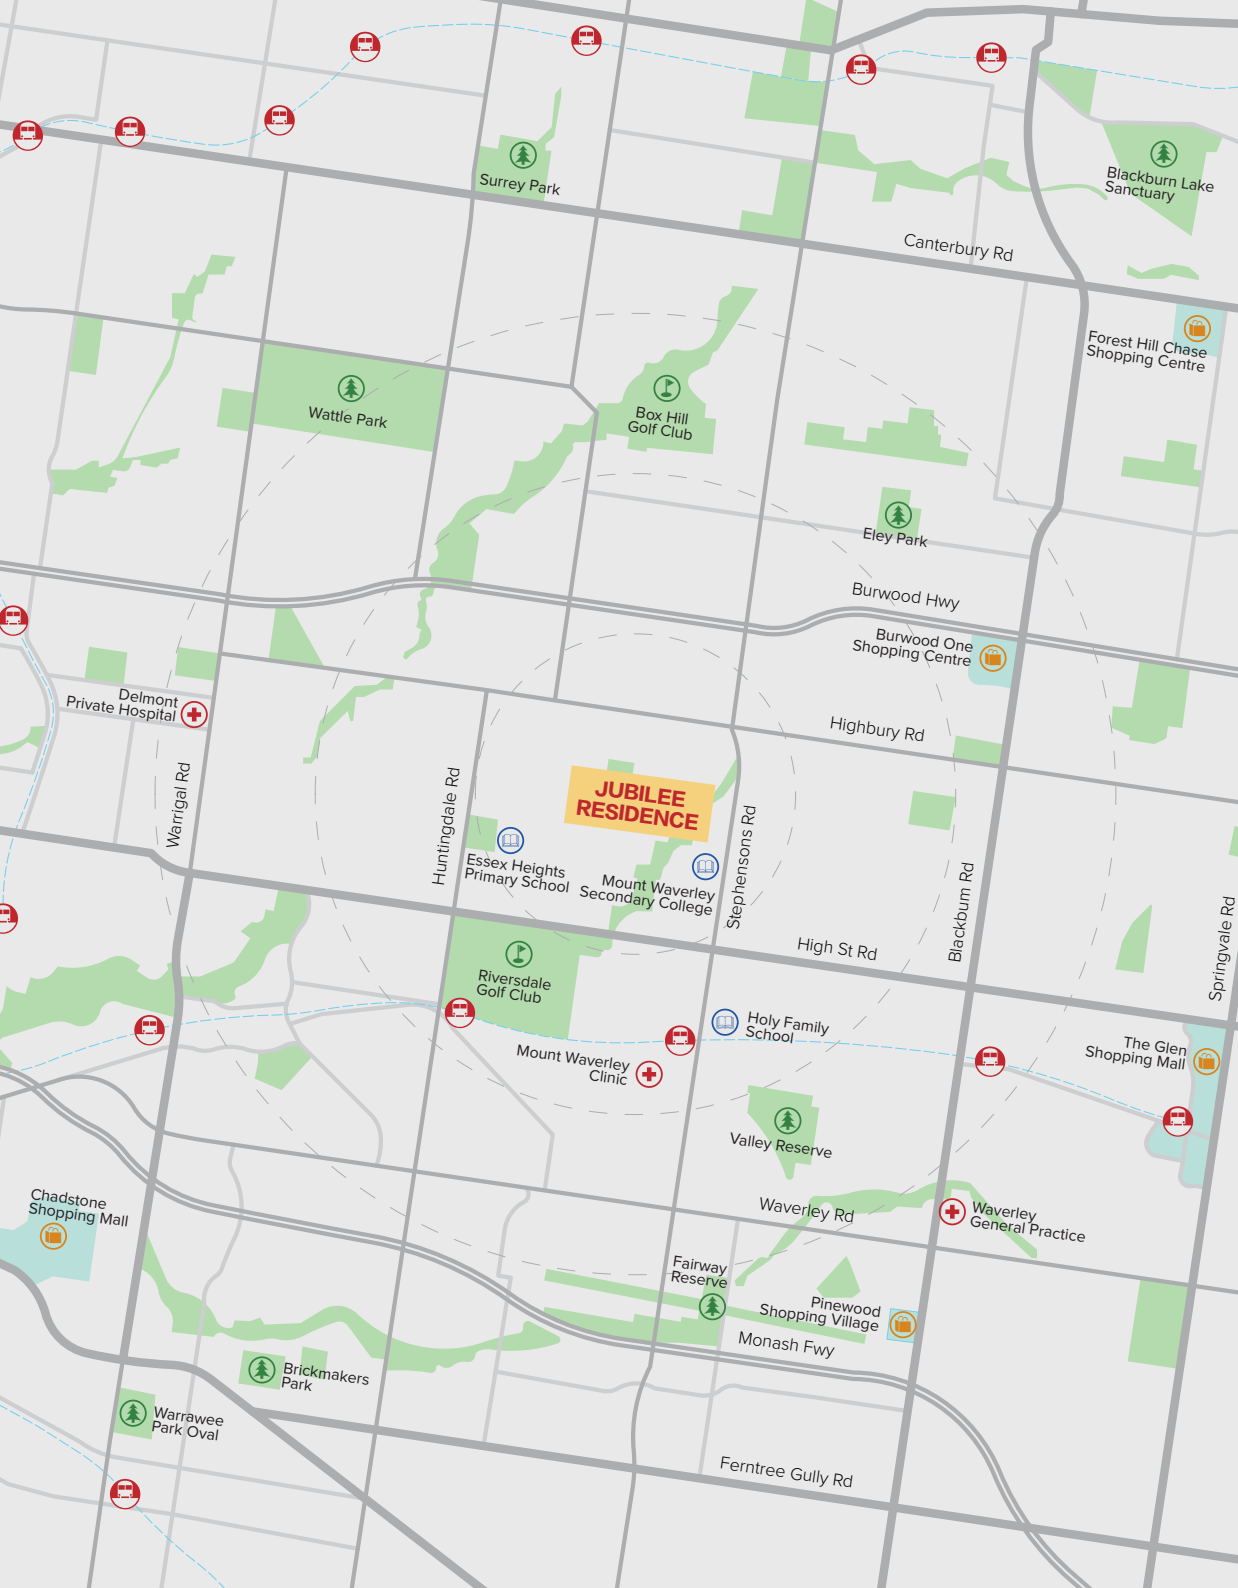 Surrey Park
Blackburn Lake
Sanctuary
Canterbury Rd
Forest Hill Chase
Shopping Centre
Wattle Park
Box Hill
Golf Club
Eley Park
Burwood Hwy
Burwood One
Shopping Centre
Delmont
Private Hospital
Highbury Rd
Warrigal Rd
Huntingdale Rd
JUBILEE
RESIDENCE
Stephensons Rd
Essex Heights
Primary School
Mount Waverley
Secondary College
Blackburn Rd
Springvale Rd
High St Rd
Riversdale
Golf Club
Holy Family
School
Mount Waverley
Clinic
The Glen
Shopping Mall
Valley Reserve
Chadstone
Shopping Mall
Waverley Rd
Waverley
General Practice
Fairway
Reserve
Pinewood
Shopping Village
Monash Fwy
Brickmakers
Park
Warrawee
Park Oval
Ferntree Gully Rd